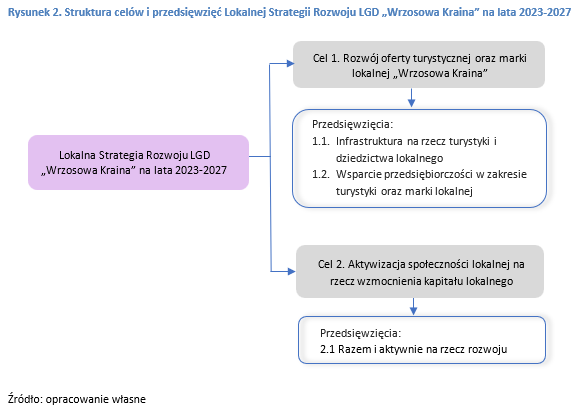 Rysunek 2. Struktura celów i przedsięwzięć Lokalnej Strategii Rozwoju LGD „Wrzosowa Kraina” na lata 2023-2027
Cel 1. Rozwój oferty turystycznej oraz marki
lokalnej „Wrzosowa Kraina”
Przedsięwzięcia:
1.1. Infrastruktura na rzecz turystyki i
dziedzictwa lokalnego
1.2. Wsparcie przedsiębiorczości w zakresie
turystyki oraz marki lokalnej
Lokalna Strategia Rozwoju LGD
„Wrzosowa Kraina” na lata 2023-2027
Cel 2. Aktywizacja społeczności lokalnej na
rzecz wzmocnienia kapitału lokalnego
Przedsięwzięcia:
2.1 Razem i aktywnie na rzecz rozwoju
Źródło: opracowanie własne